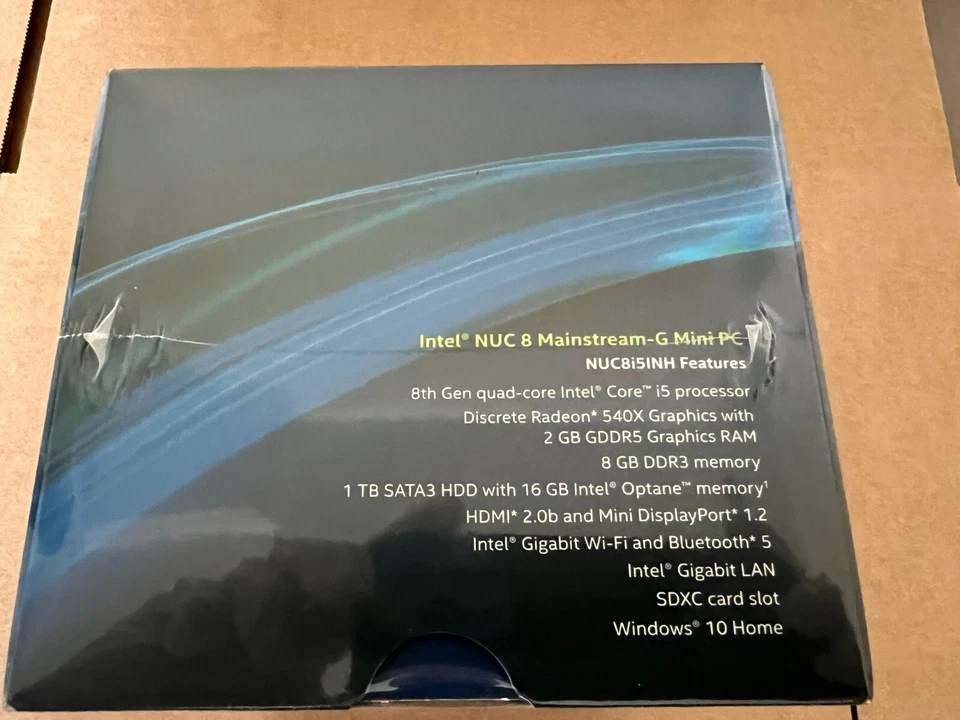 Intel® NUC 8 Mainstream-G Mini PC
NUC8i5INH Features
8th Gen quad-core Intel® Core™ i5 processor
Discrete Radeon* 540X Graphics with
2 GB GDDR5 Graphics RAM
8 GB DDR3 memory
1 TB SATA3 HDD with 16 GB Intel® Optane™ memory¹
HDMI* 2.0b and Mini DisplayPort* 1.2
Intel® Gigabit Wi-Fi and Bluetooth* 5
Intel® Gigabit LAN
SDXC card slot
Windows® 10 Home